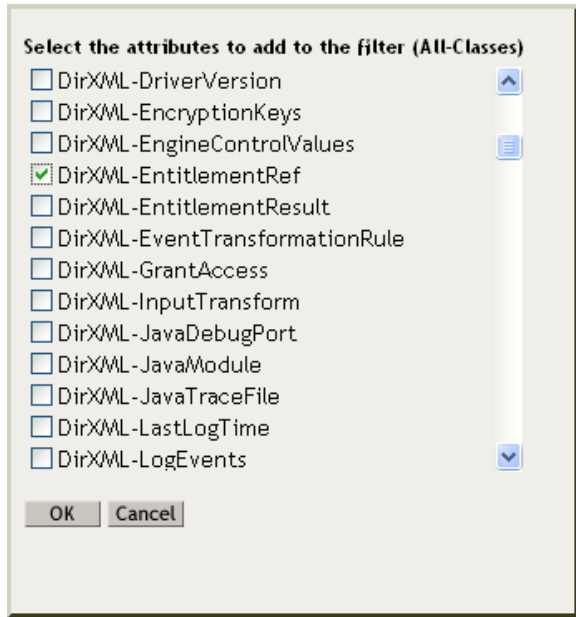 Select the attributes to add to the filter (All-Classes)
DirXML-DriverVersion
DirXML-EncryptionKeys
DirXML-EngineControlValues
DirXML-EntitlementRef
DirXML-EntitlementResult
DirXML-EventTransformationRule
DirXML-GrantAccess
DirXML-InputTransform
DirXML-JavaDebugPort
DirXML-JavaModule
DirXML-JavaTraceFile
DirXML-LastLogTime
DirXML-LogEvents
OK Cancel